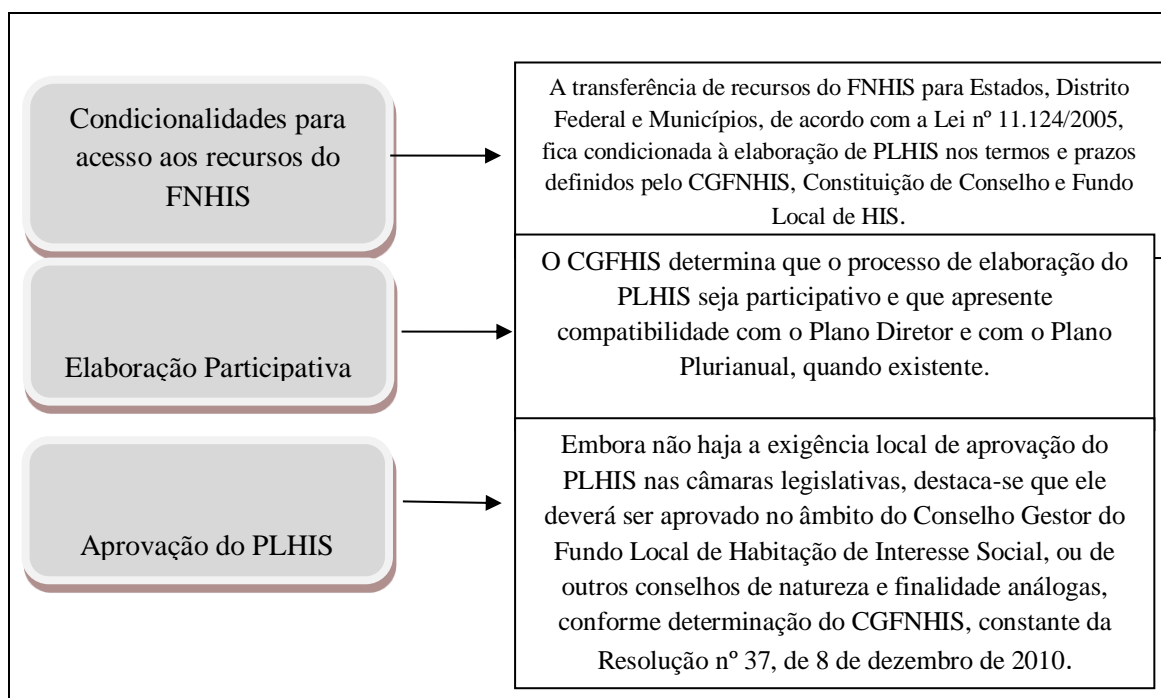 Condicionalidades para
acesso aos recursos do
FNHIS
A transferência de recursos do FNHIS para Estados, Distrito
Federal e Municípios, de acordo com a Lei nº 11.124/2005,
fica condicionada à elaboração de PLHIS nos termos e prazos
definidos pelo CGFNHIS, Constituição de Conselho e Fundo
Local de HIS.
Elaboração Participativa
O CGFHIS determina que o processo de elaboração do
PLHIS seja participativo e que apresente
compatibilidade com o Plano Diretor e com o Plano
Plurianual, quando existente.
Aprovação do PLHIS
Embora não haja a exigência local de aprovação do
PLHIS nas câmaras legislativas, destaca-se que ele
deverá ser aprovado no âmbito do Conselho Gestor do
Fundo Local de Habitação de Interesse Social, ou de
outros conselhos de natureza e finalidade análogas,
conforme determinação do CGFNHIS, constante da
Resolução nº 37, de 8 de dezembro de 2010.